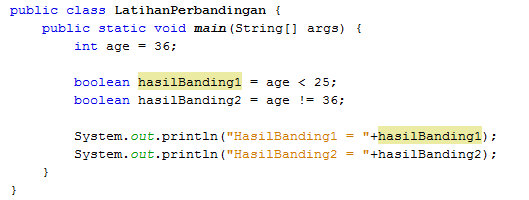 public class LatihanPerbandingan {
public static void main(String[] args) {
int age = 36;
boolean hasilBanding1 = age < 25;
boolean hasilBanding2 = age != 36;
System.out.println("HasilBanding1 = "+hasilBanding1);
System.out.println("HasilBanding2 = "+hasilBanding2);
}
}